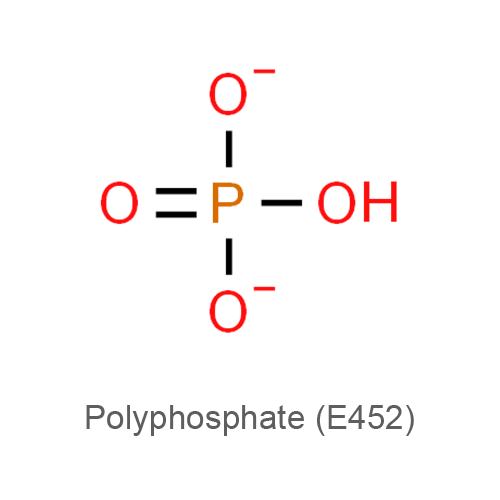 O−
O=P−OH
O−
Polyphosphate (E452)